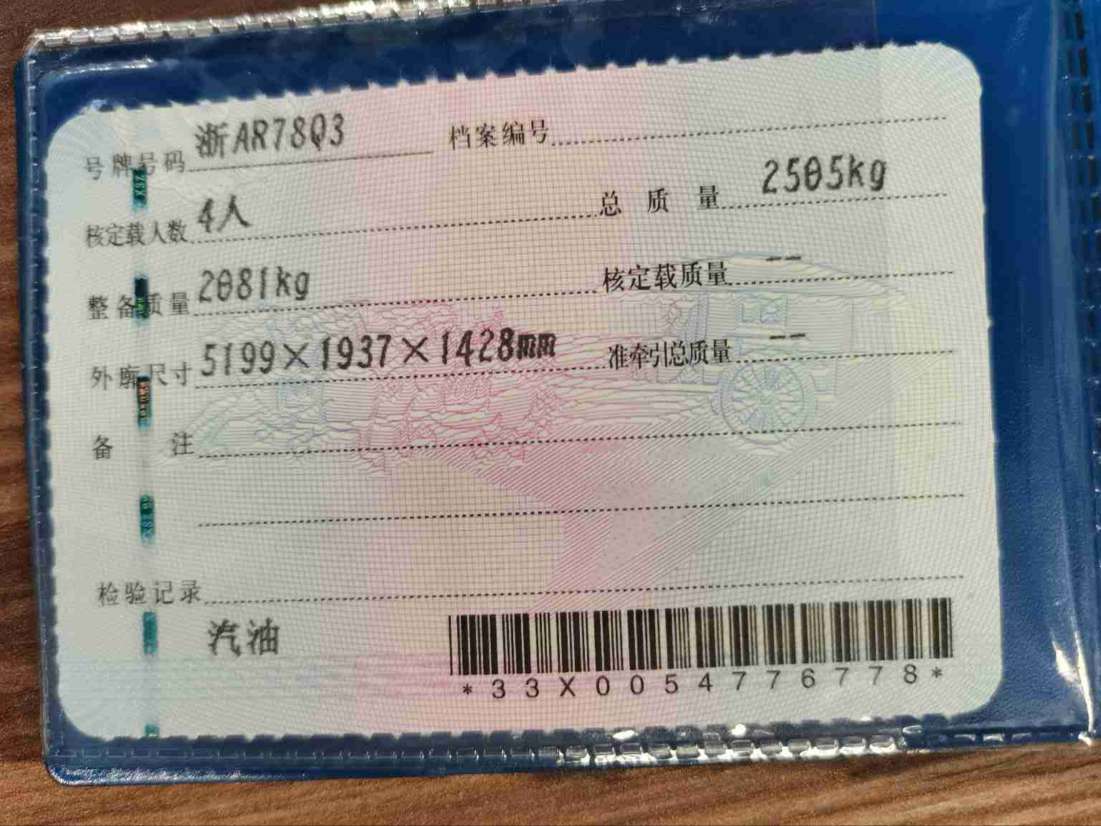 号牌号码 浙AR78Q3 档案编号
核定载人数 4人 总质量 2505kg
整备质量 2081kg 核定载质量 --
外廓尺寸 5199×1937×1428mm 准牵引总质量 --
备注
检验记录
汽油
*33X0054776778*